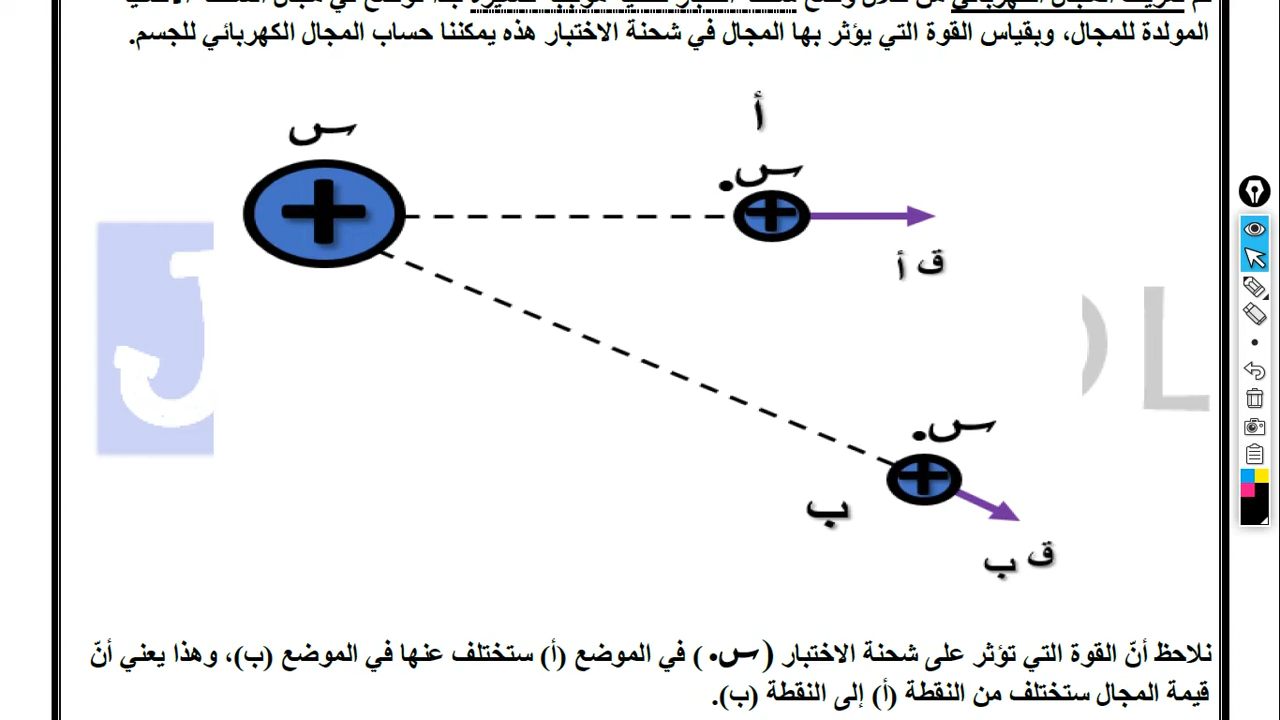 المولدة للمجال، وبقياس القوة التي يؤثر بها المجال في شحنة الاختبار هذه يمكننا حساب المجال الكهربائي للجسم.
أ
س
س.
ق أ
س.
ب
ق ب
نلاحظ أنّ القوة التي تؤثر على شحنة الاختبار (س.) في الموضع (أ) ستختلف عنها في الموضع (ب)، وهذا يعني أنّ
قيمة المجال ستختلف من النقطة (أ) إلى النقطة (ب).